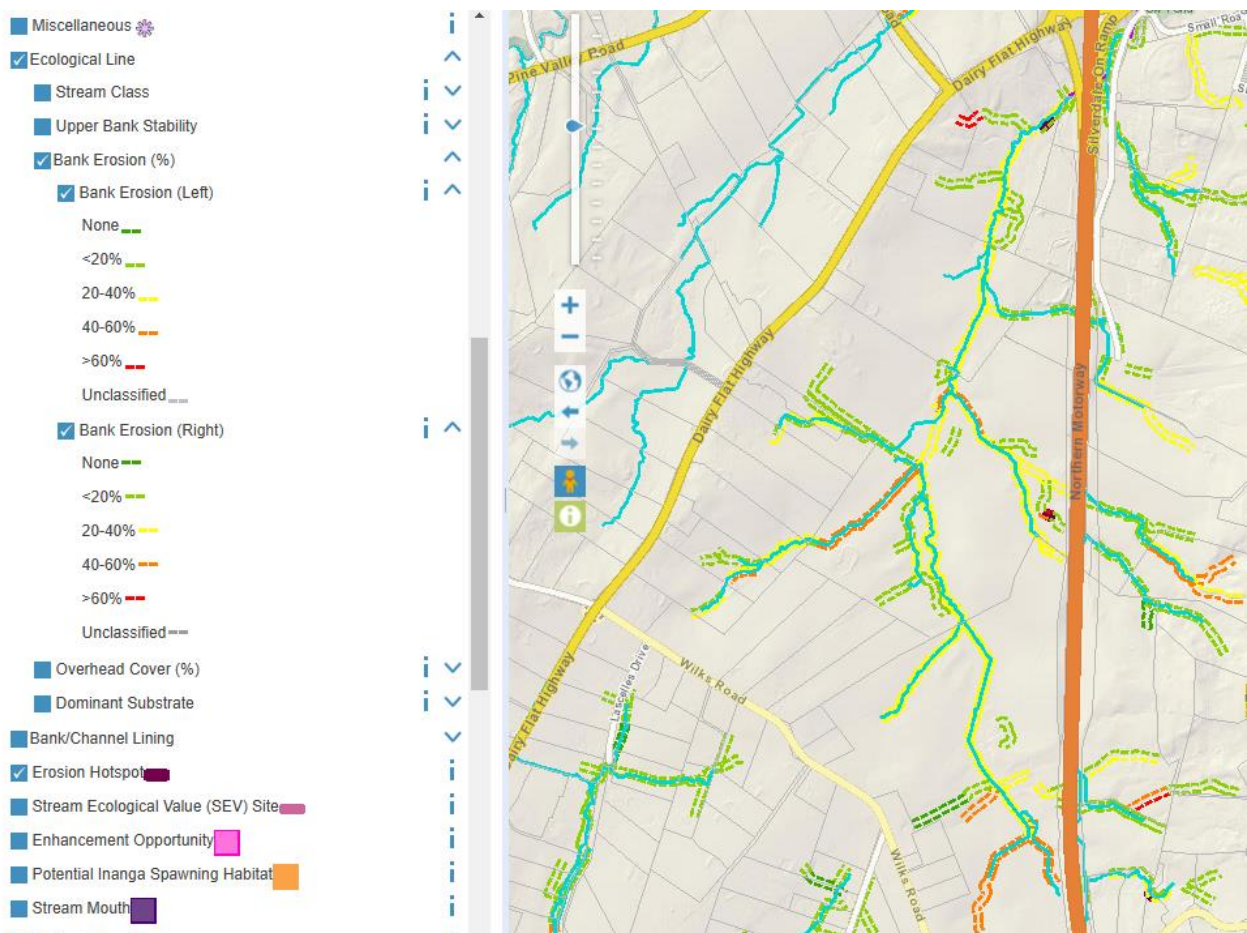 Miscellaneous
Ecological Line
Stream Class
Upper Bank Stability
Bank Erosion (%)
Bank Erosion (Left)
None
<20%
20-40%
40-60%
>60%
Unclassified
Bank Erosion (Right)
None
<20%
20-40%
40-60%
>60%
Unclassified
Overhead Cover (%)
Dominant Substrate
Bank/Channel Lining
Erosion Hotspot
Stream Ecological Value (SEV) Site
Enhancement Opportunity
Potential Inanga Spawning Habitat
Stream Mouth
Pine Valley Road
Dairy Flat Highway
Silverdale On Ramp
Small Road
Dairy Flat Highway
Northern Motorway
Dairy Flat Highway
Lascelles Drive
Wilks Road
Wilks Road